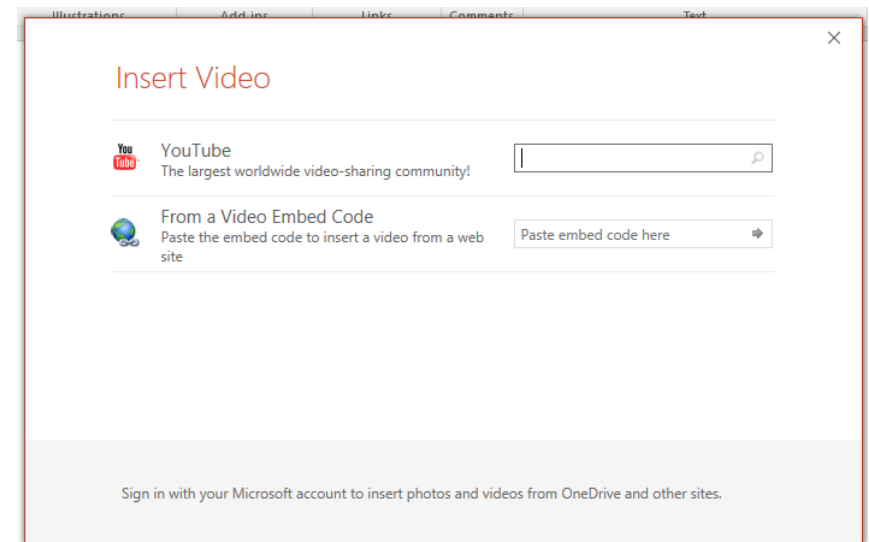 Illustrations Add-ins Links Comments Text
Insert Video
You
Tube
YouTube
The largest worldwide video-sharing community!
From a Video Embed Code
Paste the embed code to insert a video from a web
site
Paste embed code here
Sign in with your Microsoft account to insert photos and videos from OneDrive and other sites.